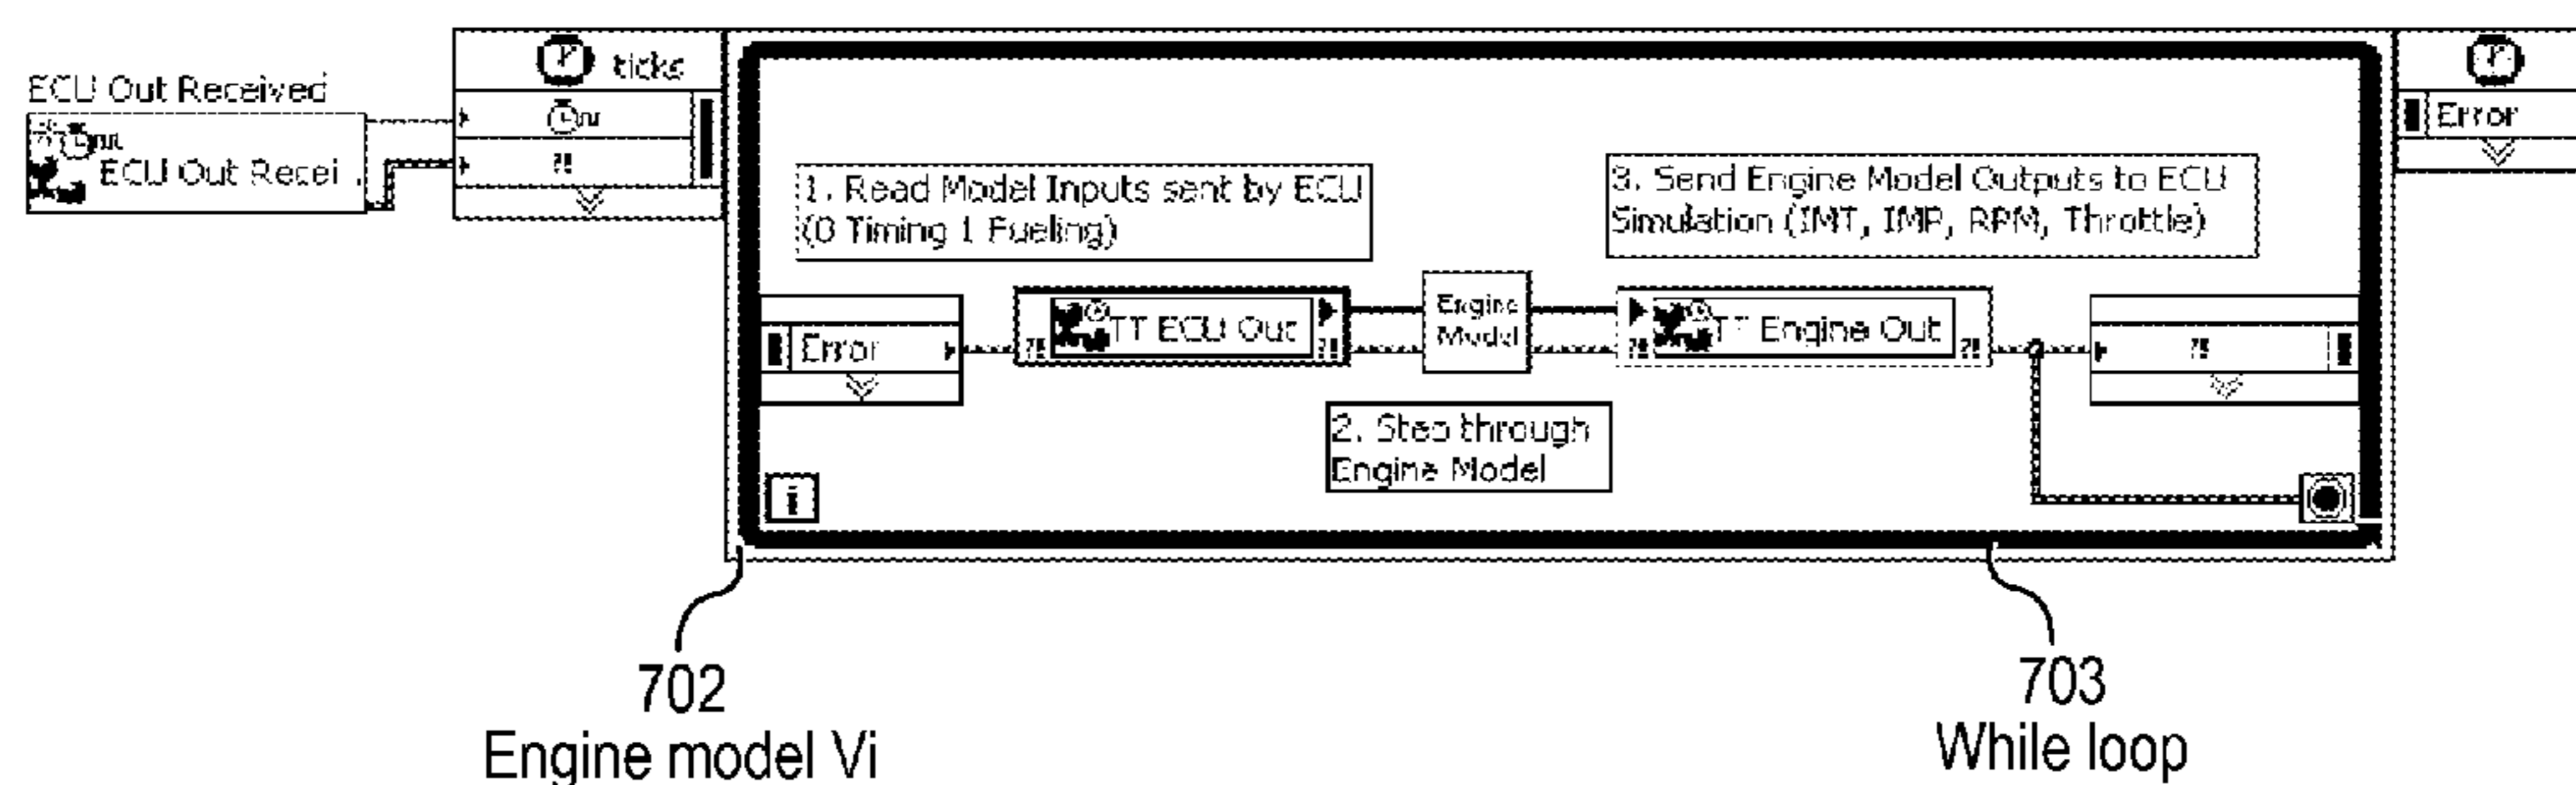 ECU Out Received
ECU Out Recei .
ticks
?!
1. Read Model Inputs sent by ECU
(0 Timing 1 Fueling)
3. Send Engine Model Outputs to ECU
Simulation (IMT, IMP, RPM, Throttle)
Error
Error
?!
TT ECU Out
?!
Engine
Model
?!
TT Engine Out
?!
?!
2. Step through
Engine Model
i
702
Engine model Vi
703
While loop